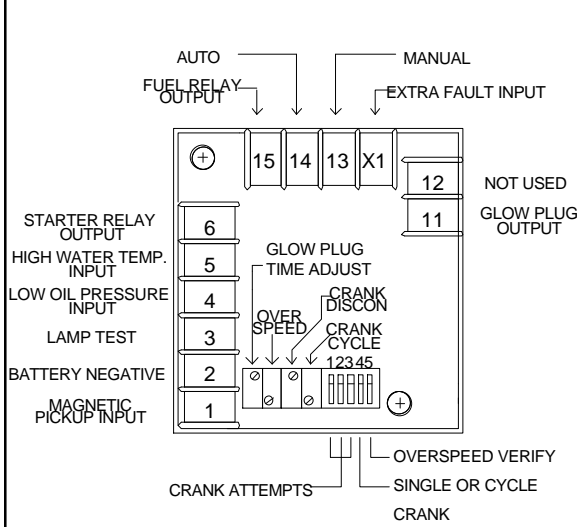 AUTO
MANUAL
FUEL RELAY
OUTPUT
EXTRA FAULT INPUT
15 14 13 X1
12
NOT USED
11
GLOW PLUG
OUTPUT
STARTER RELAY
OUTPUT
6
HIGH WATER TEMP.
INPUT
5
LOW OIL PRESSURE
INPUT
4
LAMP TEST
3
BATTERY NEGATIVE
2
MAGNETIC
PICKUP INPUT
1
GLOW PLUG
TIME ADJUST
OVER
SPEED
CRANK
DISCON
CRANK
CYCLE
12345
OVERSPEED VERIFY
CRANK ATTEMPTS
SINGLE OR CYCLE
CRANK